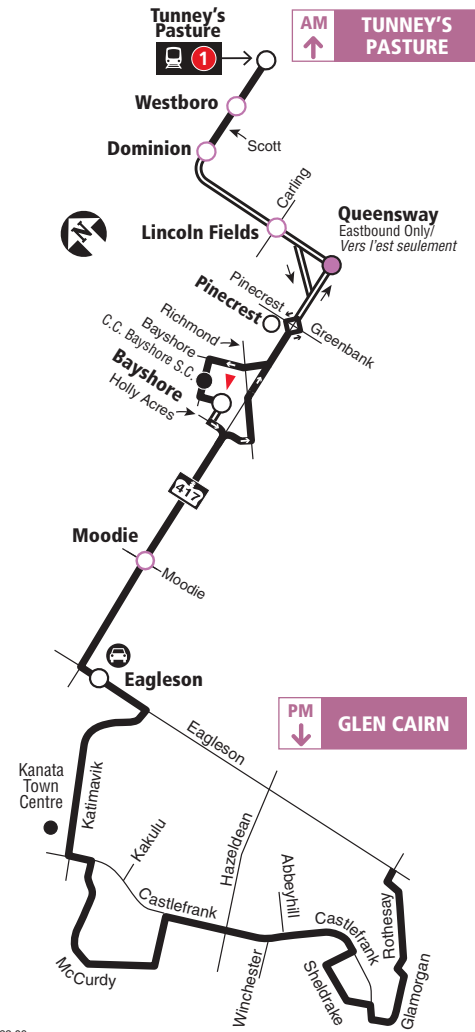 Tunney's
Pasture
1
AM
TUNNEY'S
PASTURE
Westboro
Scott
Dominion
Carling
Lincoln Fields
Queensway
Eastbound Only/
Vers l'est seulement
N
Pinecrest
Pinecrest
Greenbank
Richmond
Bayshore
C.C. Bayshore S.C.
Bayshore
Holly Acres
417
Moodie
Moodie
Eagleson
PM
GLEN CAIRN
Eagleson
Kanata
Town
Centre
Katimavik
Kakulu
Hazeldean
Abbeyhill
Castlefrank
Castlefrank
Rothesay
McCurdy
Winchester
Sheldrake
Glamorgan